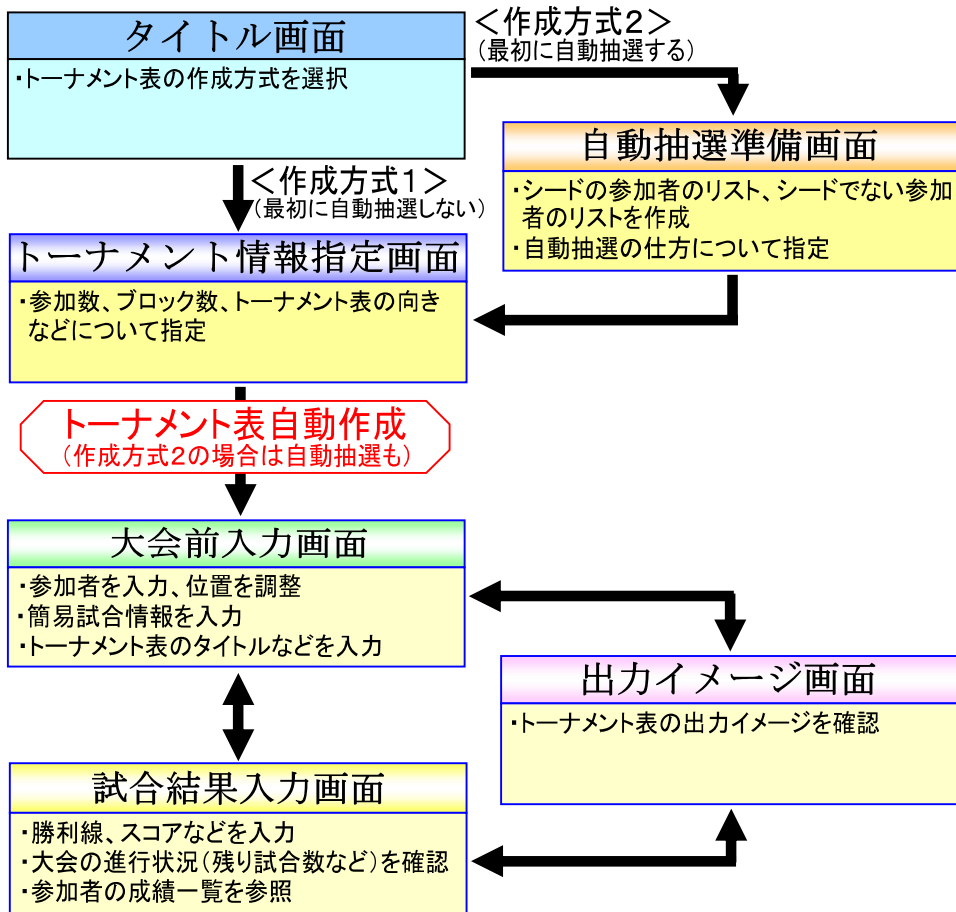 タイトル画面
・トーナメント表の作成方式を選択
＜作成方式２＞
（最初に自動抽選する）
自動抽選準備画面
・シードの参加者のリスト、シードでない参加
者のリストを作成
・自動抽選の仕方について指定
＜作成方式１＞
（最初に自動抽選しない）
トーナメント情報指定画面
・参加数、ブロック数、トーナメント表の向き
などについて指定
トーナメント表自動作成
（作成方式２の場合は自動抽選も）
大会前入力画面
・参加者を入力、位置を調整
・簡易試合情報を入力
・トーナメント表のタイトルなどを入力
出力イメージ画面
・トーナメント表の出力イメージを確認
試合結果入力画面
・勝利線、スコアなどを入力
・大会の進行状況（残り試合数など）を確認
・参加者の成績一覧を参照